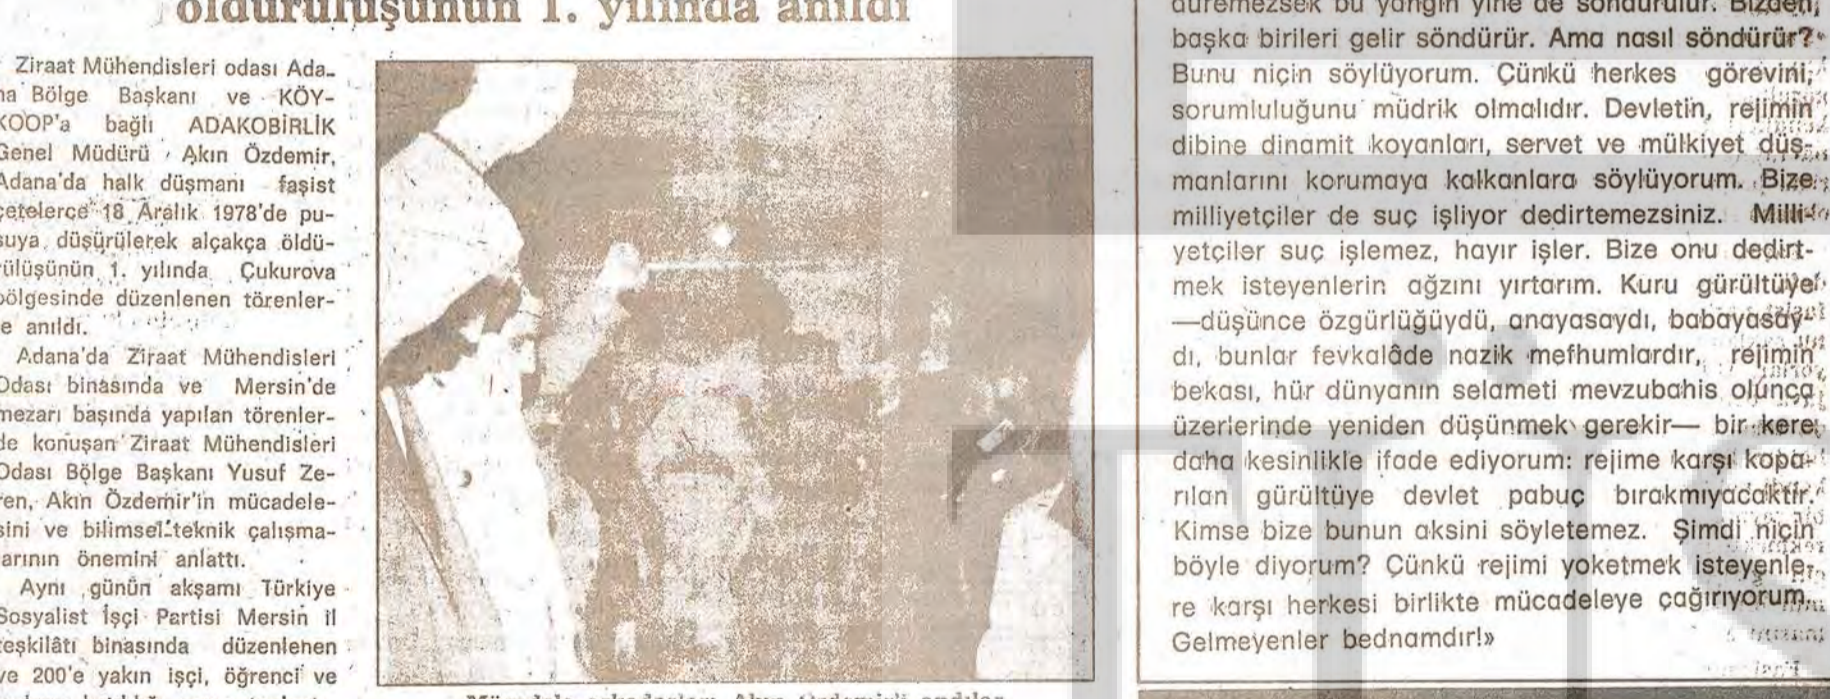 öldürülüşünün 1. yılında anıldı
Ziraat Mühendisleri odası Ada-
na Bölge Başkanı ve KÖY-
KOOP'a bağlı ADAKOBİRLİK
Genel Müdürü Akın Özdemir,
Adana'da halk düşmanı faşist
çetelerce 18 Aralık 1978'de pu-
suya düşürülerek alçakça öldü-
rülüşünün 1. yılında Çukurova
bölgesinde düzenlenen törenler-
le anıldı.
Adana'da Ziraat Mühendisleri
Odası binasında ve Mersin'de
mezarı başında yapılan törenler-
de konuşan Ziraat Mühendisleri
Odası Bölge Başkanı Yusuf Ze-
ren, Akın Özdemir'in mücadele-
sini ve bilimsel-teknik çalışma-
larının önemini anlattı.
Aynı günün akşamı Türkiye
Sosyalist İşçi Partisi Mersin il
teşkilâtı binasında düzenlenen
ve 200'e yakın işçi, öğrenci ve
Mücadele arkadaşları Akın Özdemir'i andılar
düremezsek bu yangın yine de söndürülür. Bizden,
başka birileri gelir söndürür. Ama nasıl söndürür?
Bunu niçin söylüyorum. Çünkü herkes görevini,
sorumluluğunu müdrik olmalıdır. Devletin, rejimin
dibine dinamit koyanları, servet ve mülkiyet düş-
manlarını korumaya kalkanlara söylüyorum. Bize
milliyetçiler de suç işliyor dedirtemezsiniz. Milli-
yetçiler suç işlemez, hayır işler. Bize onu dedirt-
mek isteyenlerin ağzını yırtarım. Kuru gürültüye
—düşünce özgürlüğüydü, anayasaydı, babayasay-
dı, bunlar fevkalâde nazik mefhumlardır, rejimin
bekası, hür dünyanın selameti mevzubahis olunca
üzerlerinde yeniden düşünmek gerekir— bir kere
daha kesinlikle ifade ediyorum: rejime karşı kopa-
rılan gürültüye devlet pabuç bırakmıyacaktır.
Kimse bize bunun aksini söyletemez. Şimdi niçin
böyle diyorum? Çünkü rejimi yoketmek isteyenle-
re karşı herkesi birlikte mücadeleye çağırıyorum.
Gelmeyenler bednamdır!»